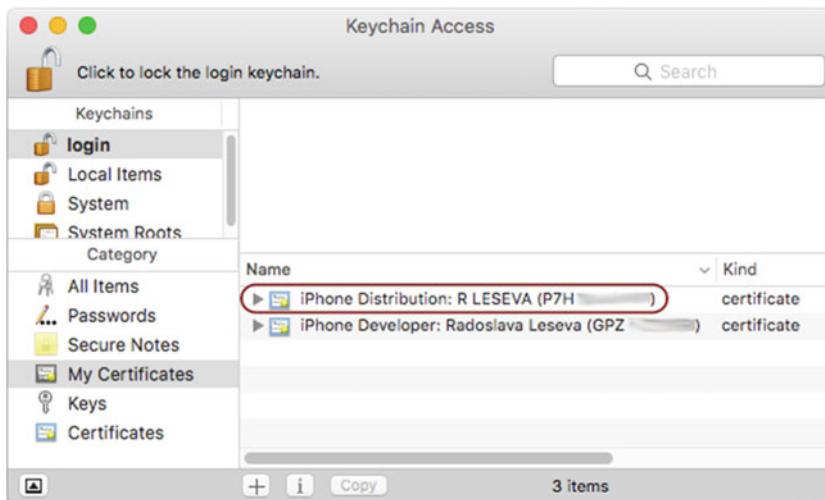 Keychain Access
Click to lock the login keychain.
Search
Keychains
login
Local Items
System
System Roots
Category
All Items
Passwords
Secure Notes
My Certificates
Keys
Certificates
Name Kind
iPhone Distribution: R LESEVA (P7H ) certificate
iPhone Developer: Radoslava Leseva (GPZ ) certificate
Copy
3 items